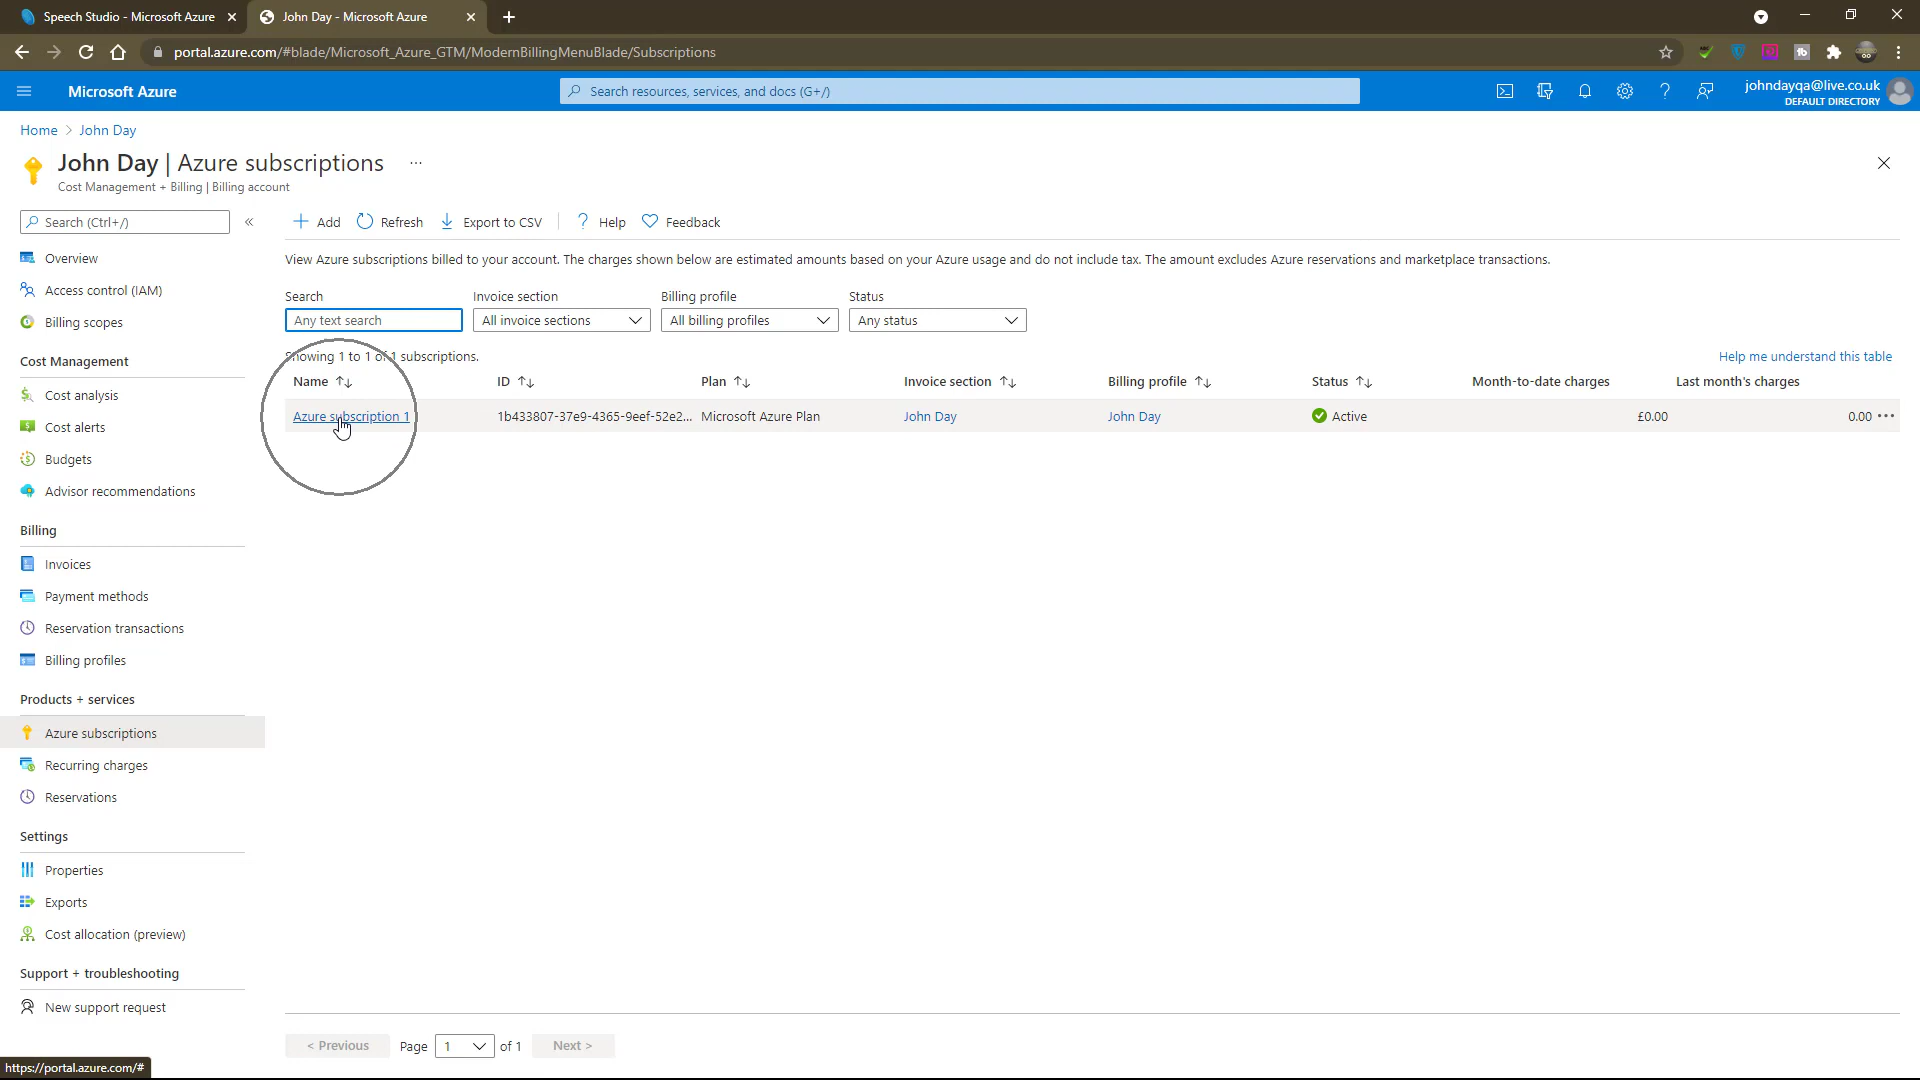 Speech Studio - Microsoft Azure
John Day - Microsoft Azure
portal.azure.com/#blade/Microsoft_Azure_GTM/ModernBillingMenuBlade/Subscriptions
Microsoft Azure
Search resources, services, and docs (G+/)
johndayqa@live.co.uk
DEFAULT DIRECTORY
Home > John Day
John Day | Azure subscriptions ...
Cost Management + Billing | Billing account
Search (Ctrl+/)
«
Overview
Access control (IAM)
Billing scopes
Cost Management
Cost analysis
Cost alerts
Budgets
Advisor recommendations
Billing
Invoices
Payment methods
Reservation transactions
Billing profiles
Products + services
Azure subscriptions
Recurring charges
Reservations
Settings
Properties
Exports
Cost allocation (preview)
Support + troubleshooting
New support request
Add Refresh Export to CSV Help Feedback
View Azure subscriptions billed to your account. The charges shown below are estimated amounts based on your Azure usage and do not include tax. The amount excludes Azure reservations and marketplace transactions.
Search Invoice section Billing profile Status
Any text search All invoice sections All billing profiles Any status
Showing 1 to 1 of 1 subscriptions. Help me understand this table
Name ID Plan Invoice section Billing profile Status Month-to-date charges Last month's charges
Azure subscription 1 1b433807-37e9-4365-9eef-52e2... Microsoft Azure Plan John Day John Day Active £0.00 0.00 ...
< Previous Page 1 of 1 Next >
https://portal.azure.com/#